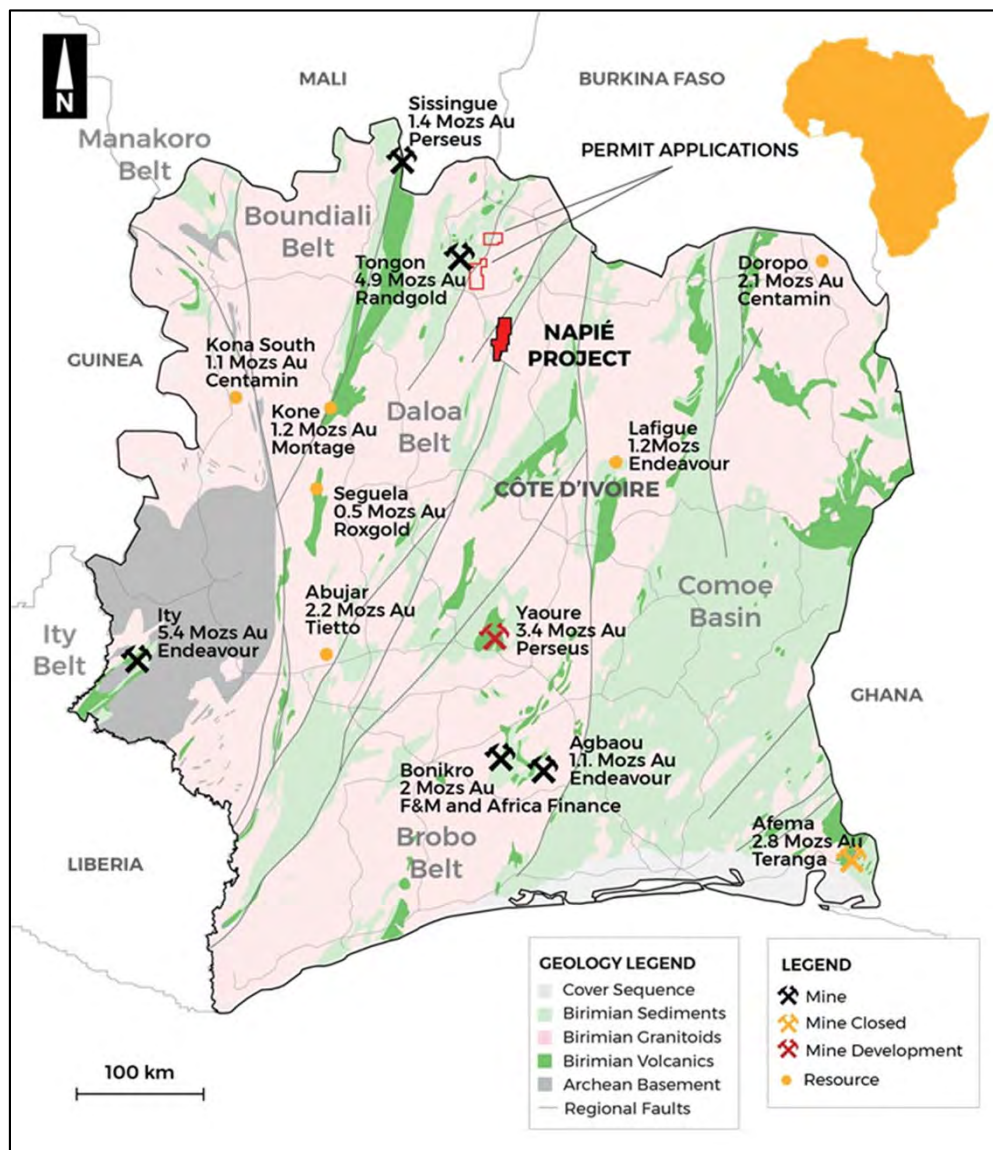 N
MALI
BURKINA FASO
Manakoro
Belt
Sissingue
1.4 Mozs Au
Perseus
PERMIT APPLICATIONS
Boundiali
Belt
Tongon
4.9 Mozs Au
Randgold
Doropo
2.1 Mozs Au
Centamin
NAPIÉ
PROJECT
GUINEA
Kona South
1.1 Mozs Au
Centamin
Kone
1.2 Mozs Au
Montage
Daloa
Belt
Lafigue
1.2Mozs
Endeavour
CÔTE D'IVOIRE
Seguela
0.5 Mozs Au
Roxgold
Comoe
Basin
Abujar
2.2 Mozs Au
Tietto
Yaoure
3.4 Mozs Au
Perseus
Ity
Belt
Ity
5.4 Mozs Au
Endeavour
GHANA
Bonikro
2 Mozs Au
F&M and Africa Finance
Agbaou
1.1. Mozs Au
Endeavour
Brobo
Belt
Afema
2.8 Mozs Au
Teranga
LIBERIA
100 km
GEOLOGY LEGEND
Cover Sequence
Birimian Sediments
Birimian Granitoids
Birimian Volcanics
Archean Basement
Regional Faults
LEGEND
Mine
Mine Closed
Mine Development
Resource